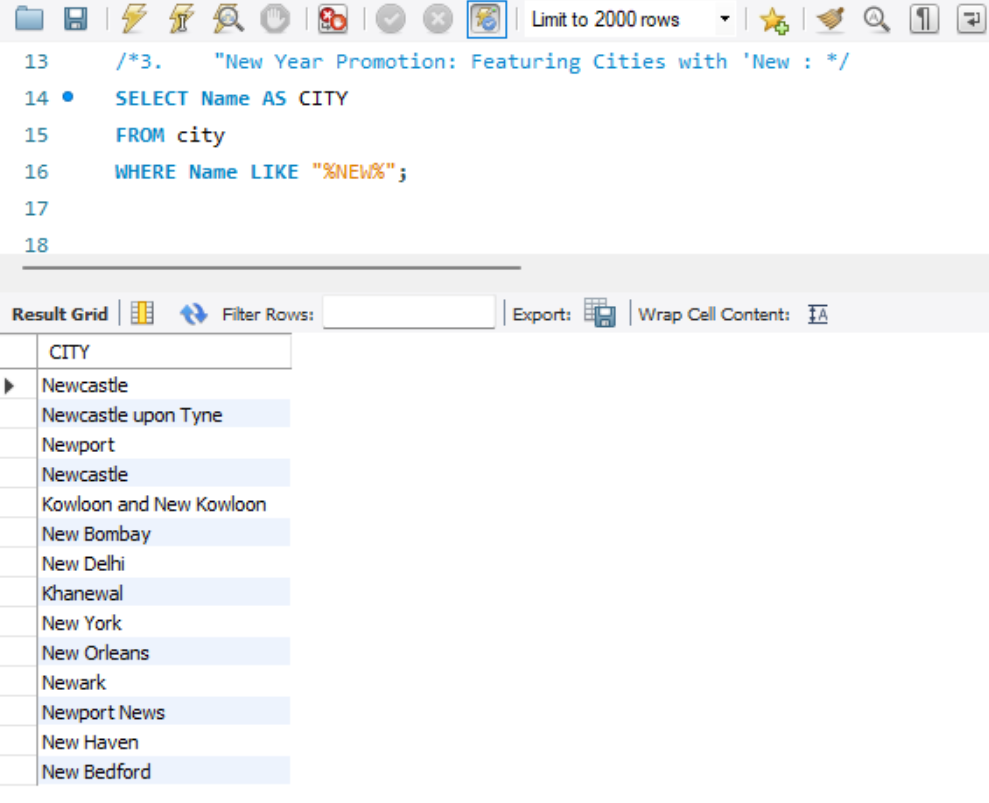 Limit to 2000 rows
13 /*3. "New Year Promotion: Featuring Cities with 'New : */
14 SELECT Name AS CITY
15 FROM city
16 WHERE Name LIKE "%NEW%";
17
18
Result Grid Filter Rows: Export: Wrap Cell Content:
CITY
Newcastle
Newcastle upon Tyne
Newport
Newcastle
Kowloon and New Kowloon
New Bombay
New Delhi
Khanewal
New York
New Orleans
Newark
Newport News
New Haven
New Bedford